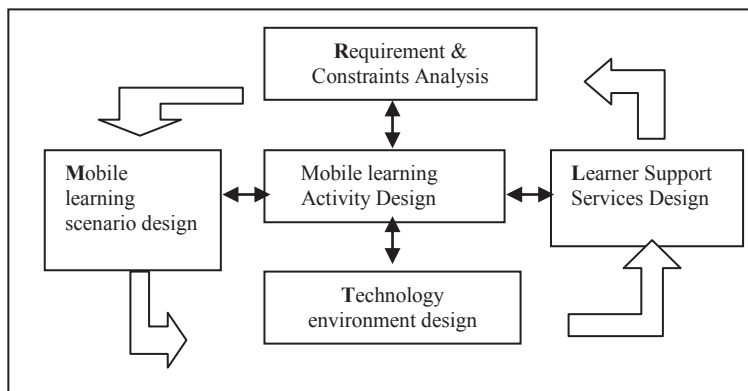 Requirement &
Constraints Analysis
Mobile
learning
scenario design
Mobile learning
Activity Design
Learner Support
Services Design
Technology
environment design